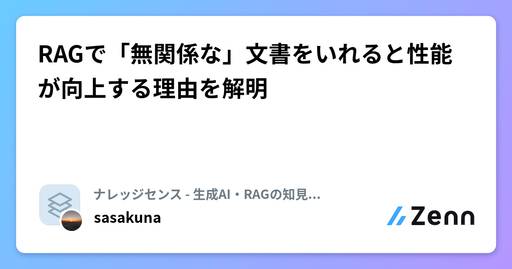 RAGで「無関係な」文書をいれると性能
が向上する理由を解明
ナレッジセンス - 生成AI・RAGの知見...
sasakuna
Zenn